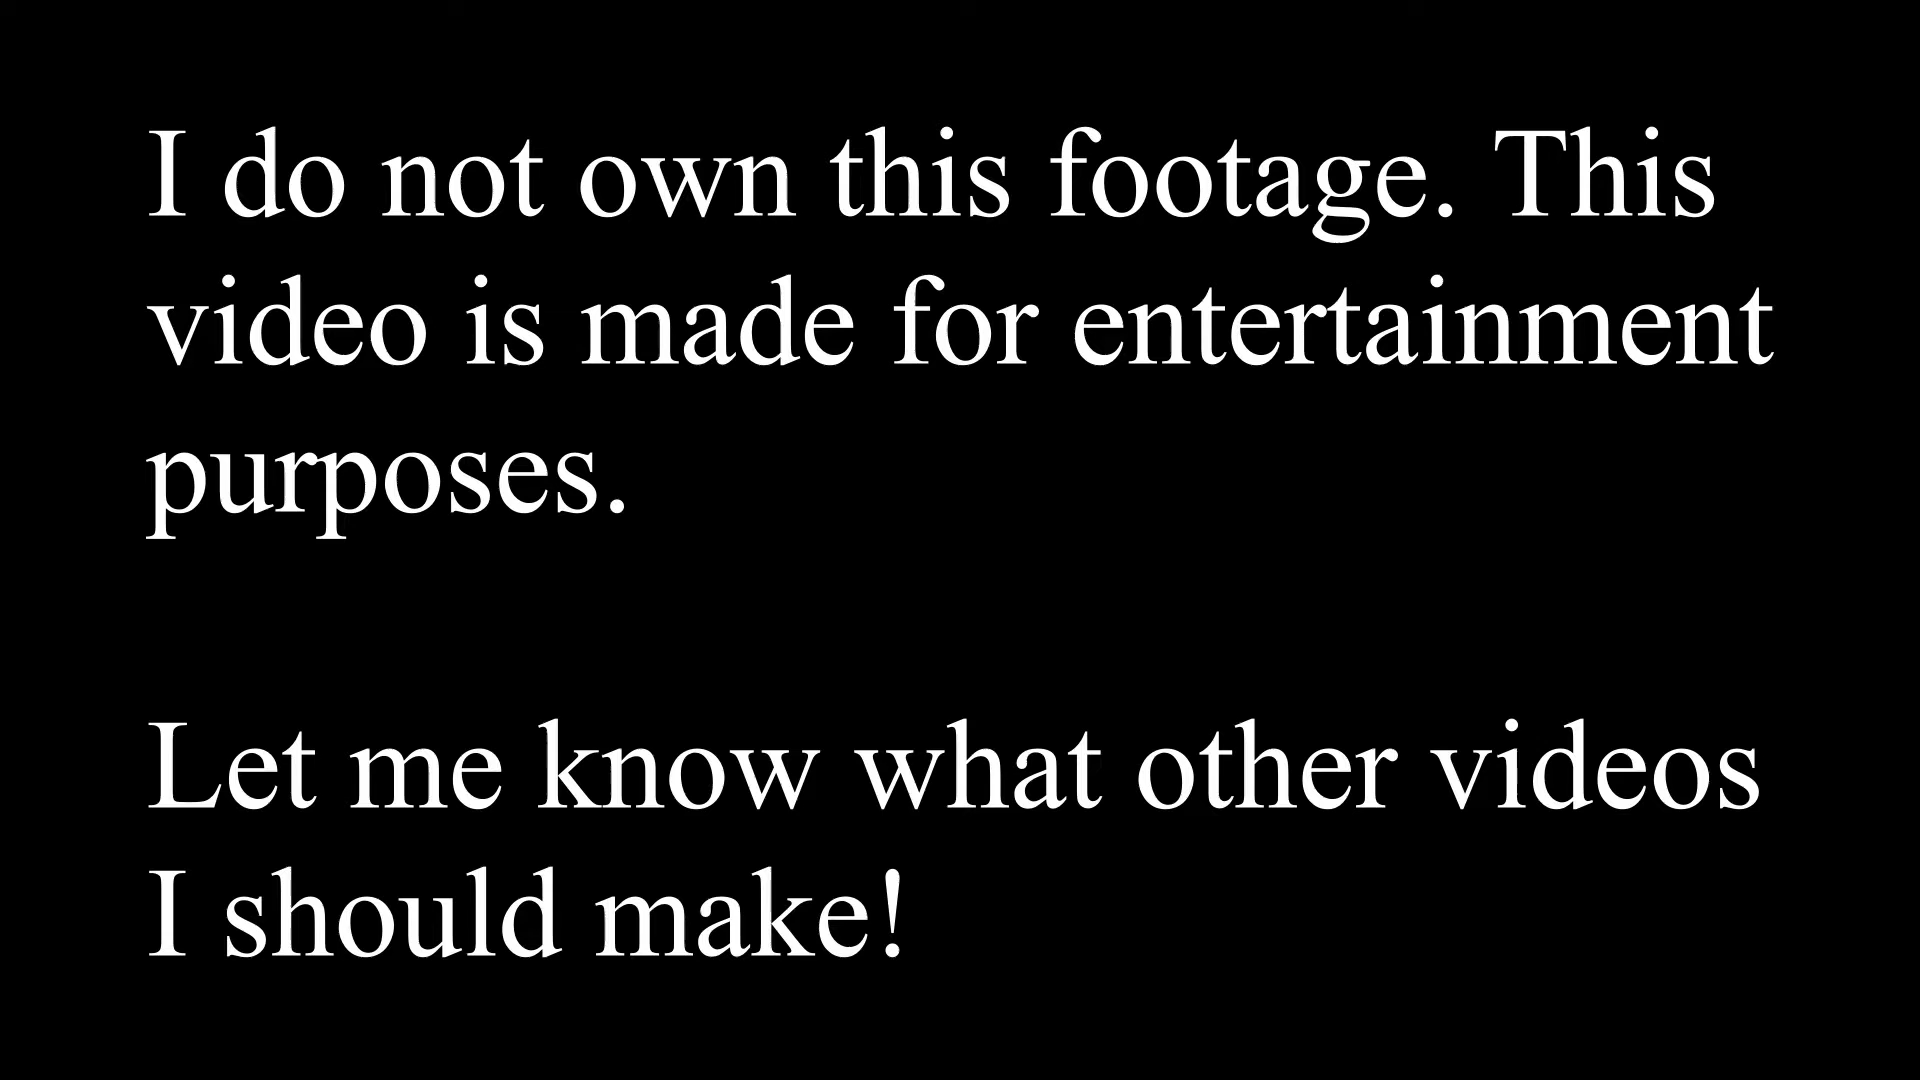 I do not own this footage. This
video is made for entertainment
purposes.
Let me know what other videos
I should make!